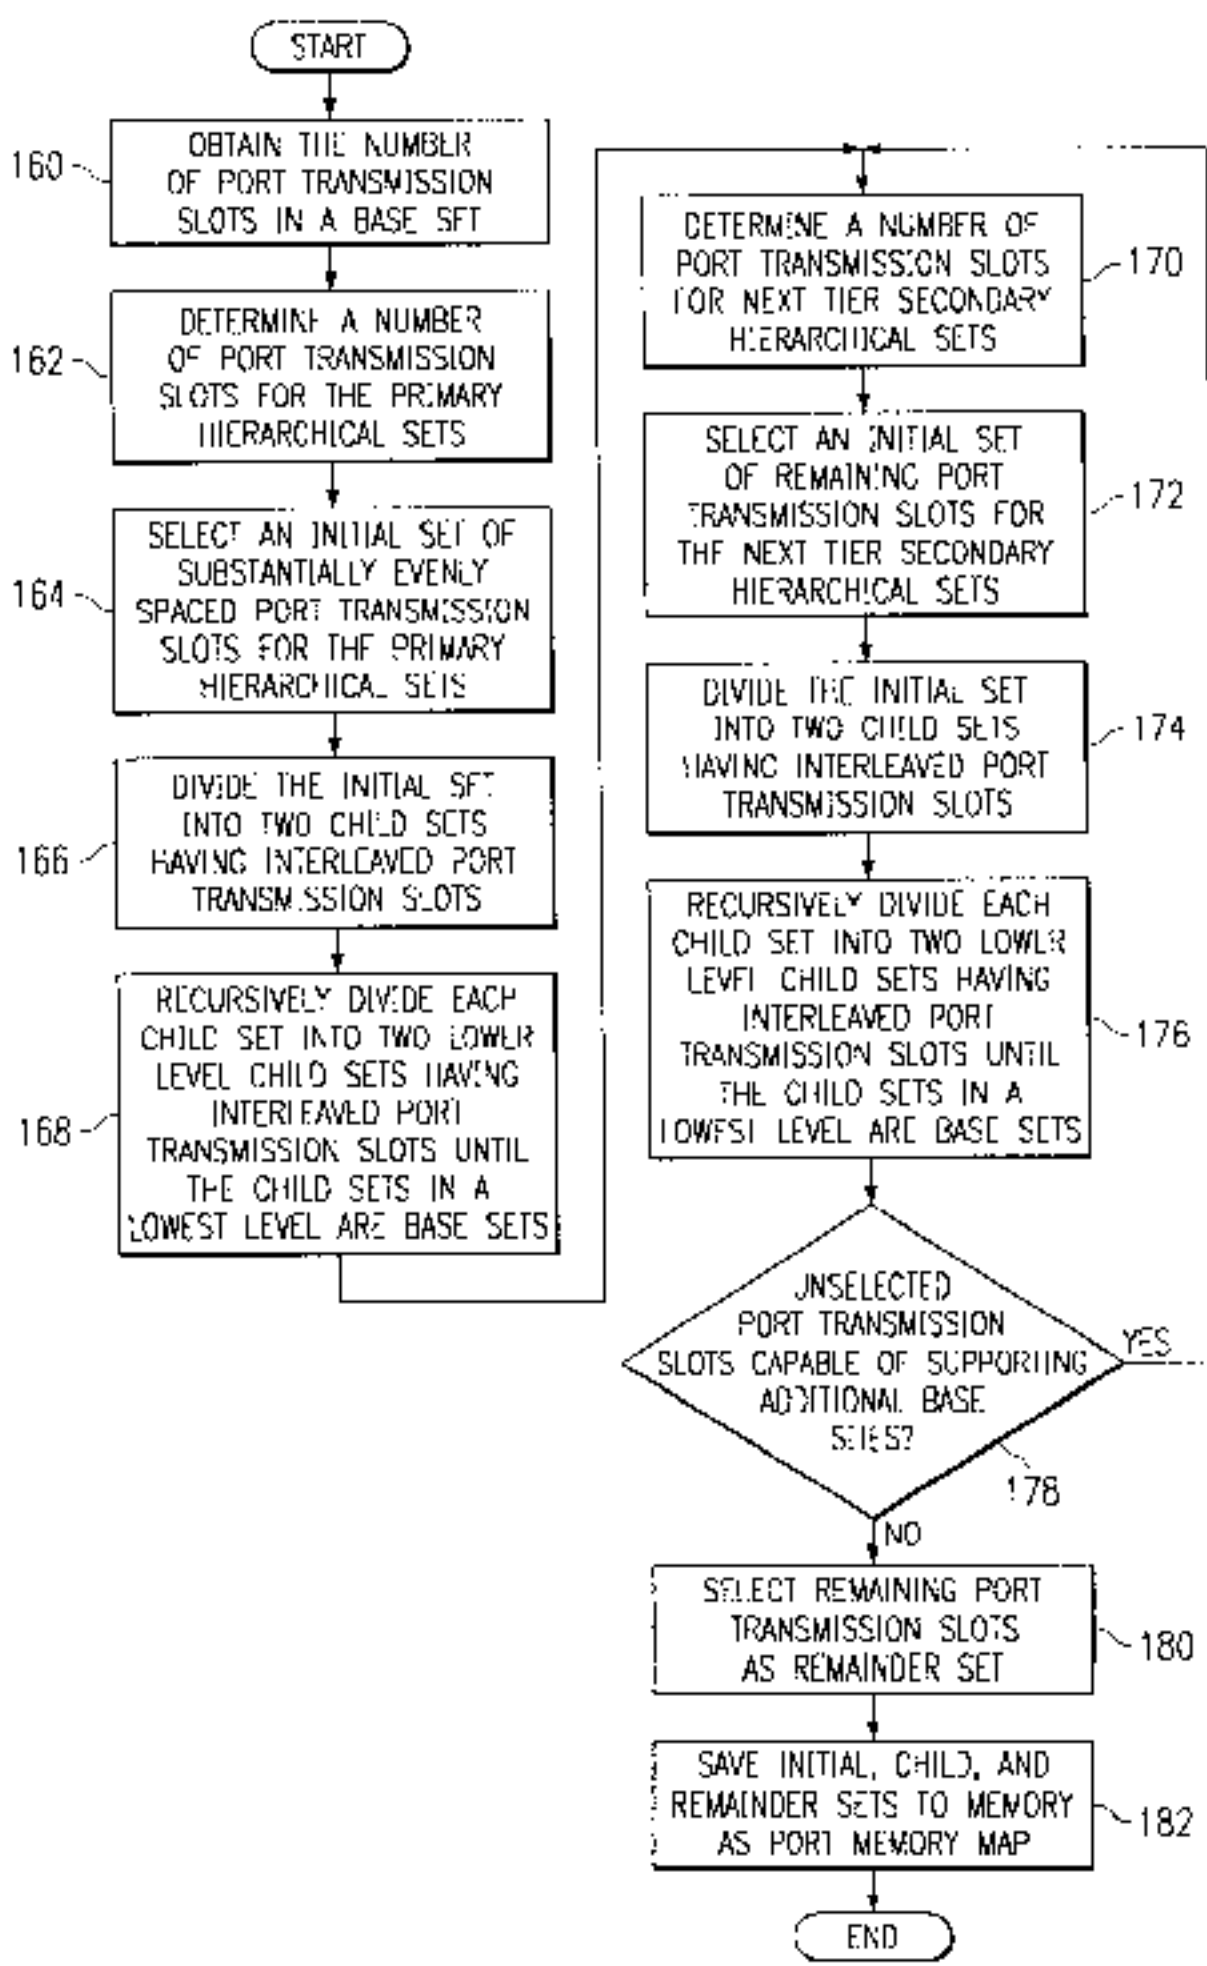 START
160
OBTAIN THE NUMBER
OF PORT TRANSMISSION
SLOTS IN A BASE SET
162
DETERMINE A NUMBER
OF PORT TRANSMISSION
SLOTS FOR THE PRIMARY
HIERARCHICAL SETS
164
SELECT AN INITIAL SET OF
SUBSTANTIALLY EVENLY
SPACED PORT TRANSMISSION
SLOTS FOR THE PRIMARY
HIERARCHICAL SETS
166
DIVIDE THE INITIAL SET
INTO TWO CHILD SETS
HAVING INTERLEAVED PORT
TRANSMISSION SLOTS
168
RECURSIVELY DIVIDE EACH
CHILD SET INTO TWO LOWER
LEVEL CHILD SETS HAVING
INTERLEAVED PORT
TRANSMISSION SLOTS UNTIL
THE CHILD SETS IN A
LOWEST LEVEL ARE BASE SETS
DETERMINE A NUMBER OF
PORT TRANSMISSION SLOTS
FOR NEXT TIER SECONDARY
HIERARCHICAL SETS
170
SELECT AN INITIAL SET
OF REMAINING PORT
TRANSMISSION SLOTS FOR
THE NEXT TIER SECONDARY
HIERARCHICAL SETS
172
DIVIDE THE INITIAL SET
INTO TWO CHILD SETS
HAVING INTERLEAVED PORT
TRANSMISSION SLOTS
174
RECURSIVELY DIVIDE EACH
CHILD SET INTO TWO LOWER
LEVEL CHILD SETS HAVING
INTERLEAVED PORT
TRANSMISSION SLOTS UNTIL
THE CHILD SETS IN A
LOWEST LEVEL ARE BASE SETS
176
UNSELECTED
PORT TRANSMISSION
SLOTS CAPABLE OF SUPPORTING
ADDITIONAL BASE
YES
178
NO
SELECT REMAINING PORT
TRANSMISSION SLOTS
AS REMAINDER SET
180
SAVE INITIAL, CHILD, AND
REMAINDER SETS TO MEMORY
AS PORT MEMORY MAP
182
END